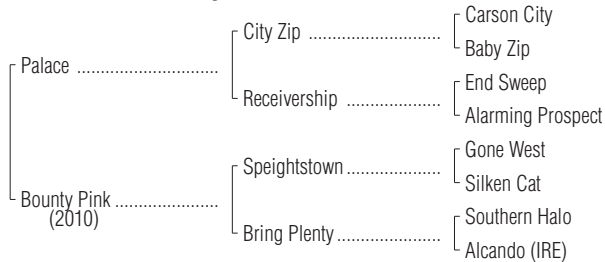 Carson City
City Zip ........................
Baby Zip
Palace .............................
End Sweep
Receivership ..................
Alarming Prospect
Gone West
Speightstown ..................
Silken Cat
Bounty Pink .....................
(2010)
Southern Halo
Bring Plenty ....................
Alcando (IRE)